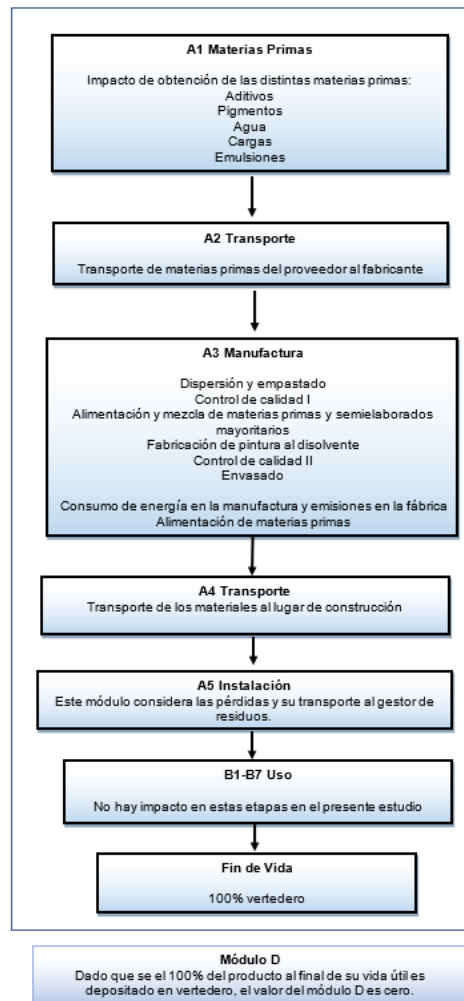 A1 Materias Primas
Impacto de obtención de las distintas materias primas:
Aditivos
Pigmentos
Agua
Cargas
Emulsiones
A2 Transporte
Transporte de materias primas del proveedor al fabricante
A3 Manufactura
Dispersión y empastado
Control de calidad I
Alimentación y mezcla de materias primas y semielaborados
mayoritarios
Fabricación de pintura al disolvente
Control de calidad II
Envasado
Consumo de energía en la manufactura y emisiones en la fábrica
Alimentación de materias primas
A4 Transporte
Transporte de los materiales al lugar de construcción
A5 Instalación
Este módulo considera las pérdidas y su transporte al gestor de
residuos.
B1-B7 Uso
No hay impacto en estas etapas en el presente estudio
Fin de Vida
100% vertedero
Módulo D
Dado que se el 100% del producto al final de su vida útil es
depositado en vertedero, el valor del módulo D es cero.